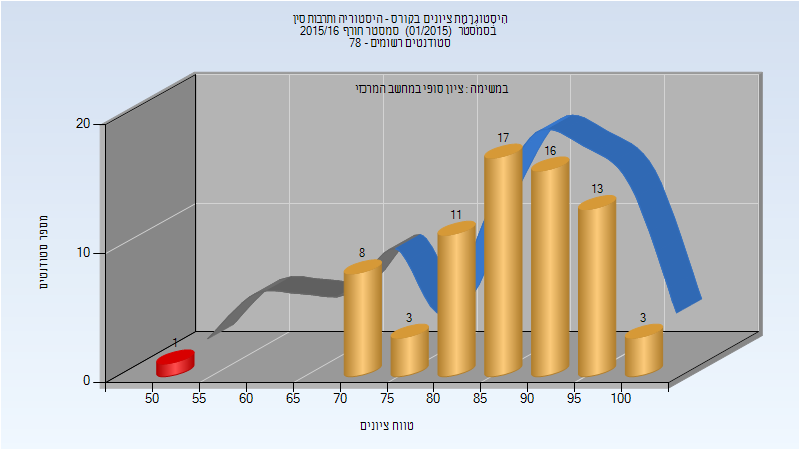 היסטוגרמת ציונים בקורס - היסטוריה ותרבות סין
בסמסטר (01/2015) סמסטר חורף 2015/16
סטודנטים רשומים - 78
במשימה : ציון סופי במחשב המרכזי
20
10
0
מספר סטודנטים
1
8
3
11
17
16
13
3
50 55 60 65 70 75 80 85 90 95 100
טווח ציונים